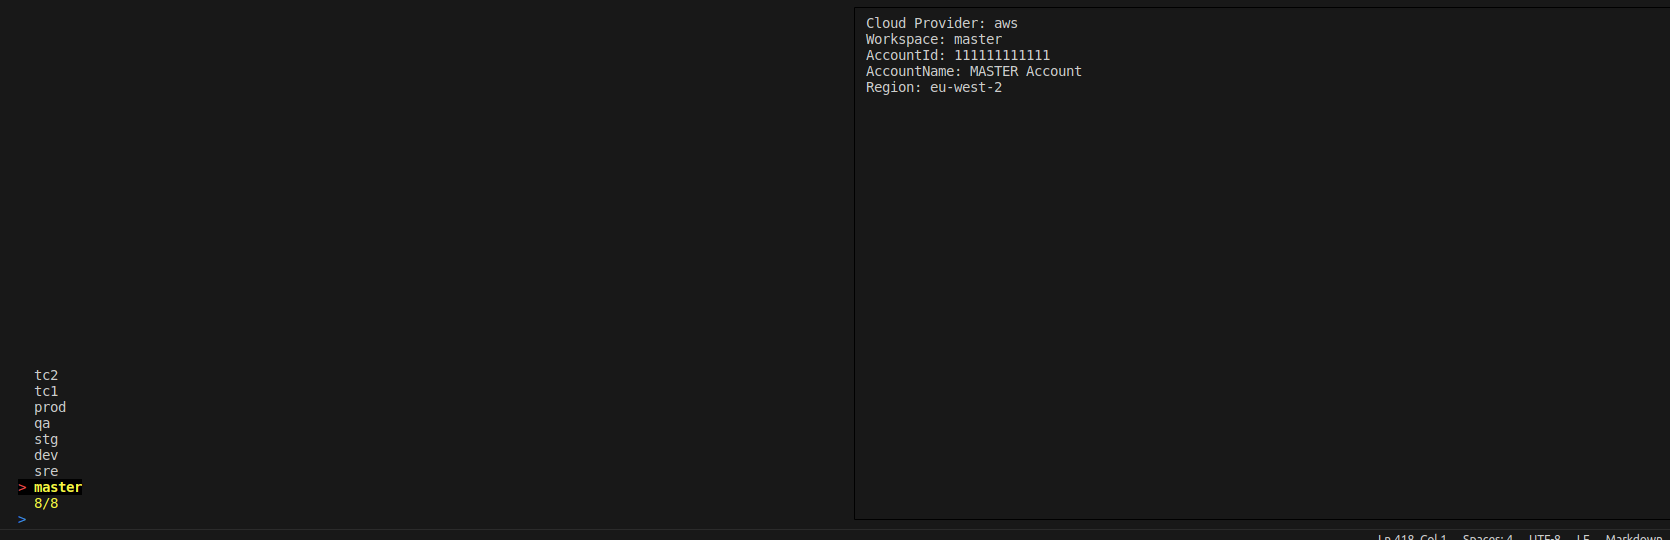 Cloud Provider: aws
Workspace: master
AccountId: 111111111111
AccountName: MASTER Account
Region: eu-west-2
tc2
tc1
prod
qa
stg
dev
sre
> master
8/8
>
Ln 418, Col 1 Spaces: 4 UTF-8 LF Markdown